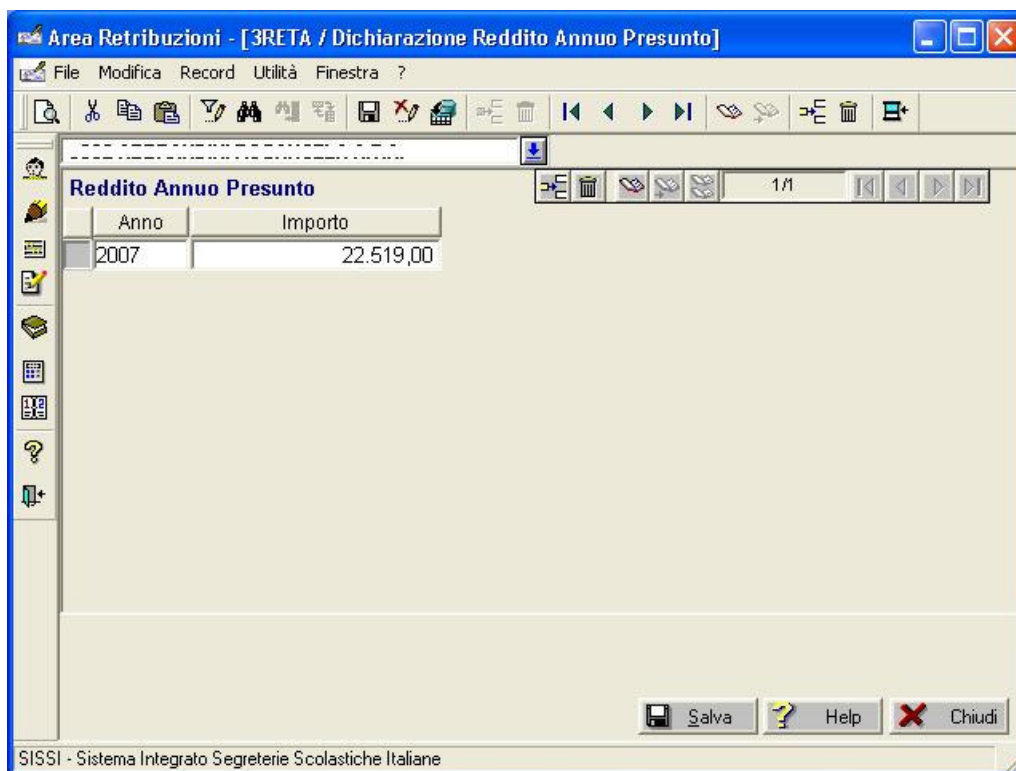 Area Retribuzioni - [3RETA / Dichiarazione Reddito Annuo Presunto]
File Modifica Record Utilità Finestra ?
Reddito Annuo Presunto
1/1
Anno Importo
2007 22.519,00
Salva Help Chiudi
SISSI - Sistema Integrato Segreterie Scolastiche Italiane